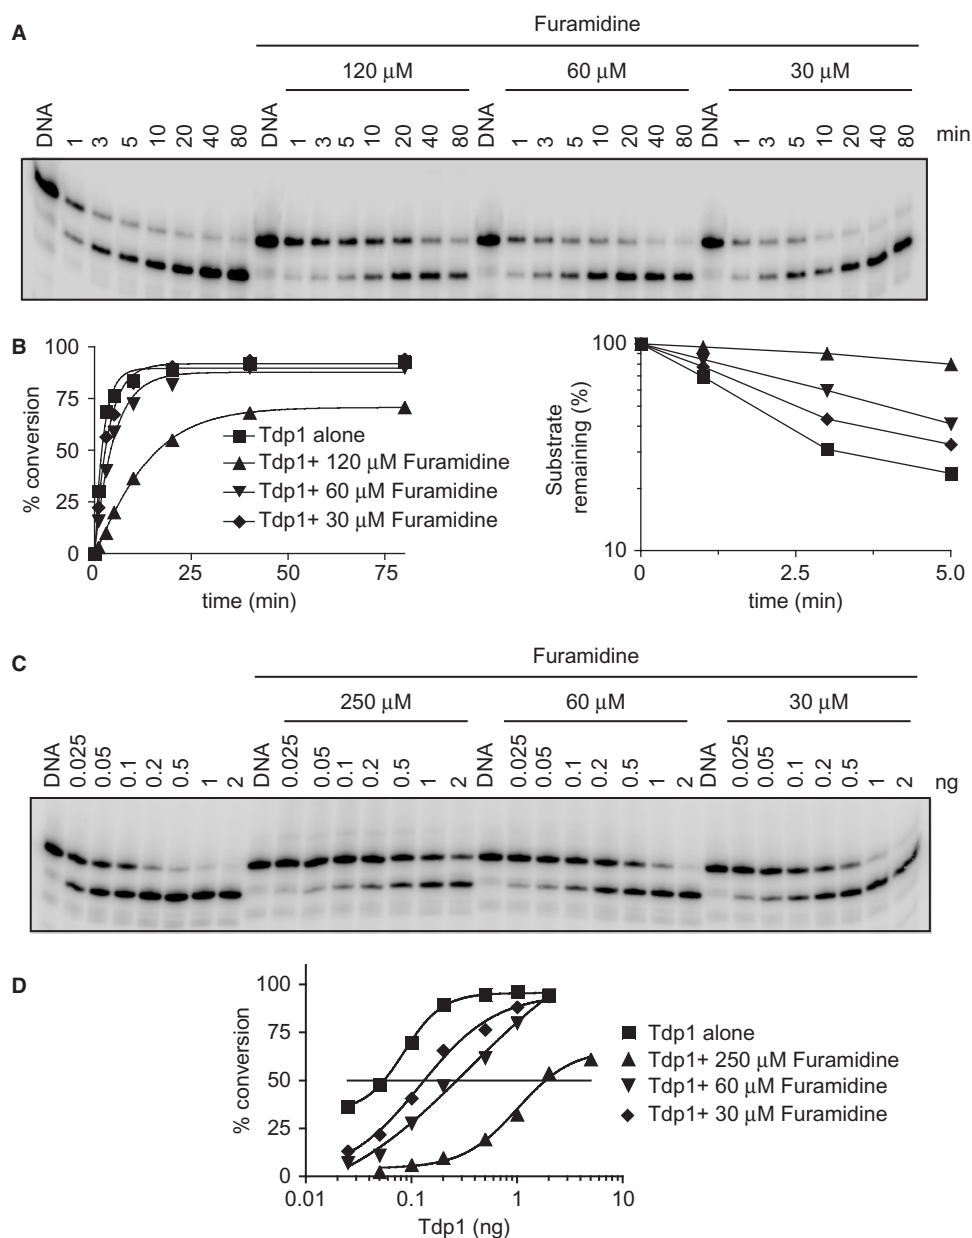 A
Furamidine
120 μM 60 μM 30 μM
DNA 1 3 5 10 20 40 80 DNA 1 3 5 10 20 40 80 DNA 1 3 5 10 20 40 80 DNA 1 3 5 10 20 40 80 min
B
100
75
50
25
0
% conversion
0 25 50 75
time (min)
Tdp1 alone
Tdp1+ 120 μM Furamidine
Tdp1+ 60 μM Furamidine
Tdp1+ 30 μM Furamidine
100
10
Substrate
remaining (%)
0 2.5 5.0
time (min)
C
Furamidine
250 μM 60 μM 30 μM
DNA 0.025 0.05 0.1 0.2 0.5 1 2 DNA 0.025 0.05 0.1 0.2 0.5 1 2 DNA 0.025 0.05 0.1 0.2 0.5 1 2 DNA 0.025 0.05 0.1 0.2 0.5 1 2 ng
D
100
75
50
25
0
% conversion
0.01 0.1 1 10
Tdp1 (ng)
Tdp1 alone
Tdp1+ 250 μM Furamidine
Tdp1+ 60 μM Furamidine
Tdp1+ 30 μM Furamidine